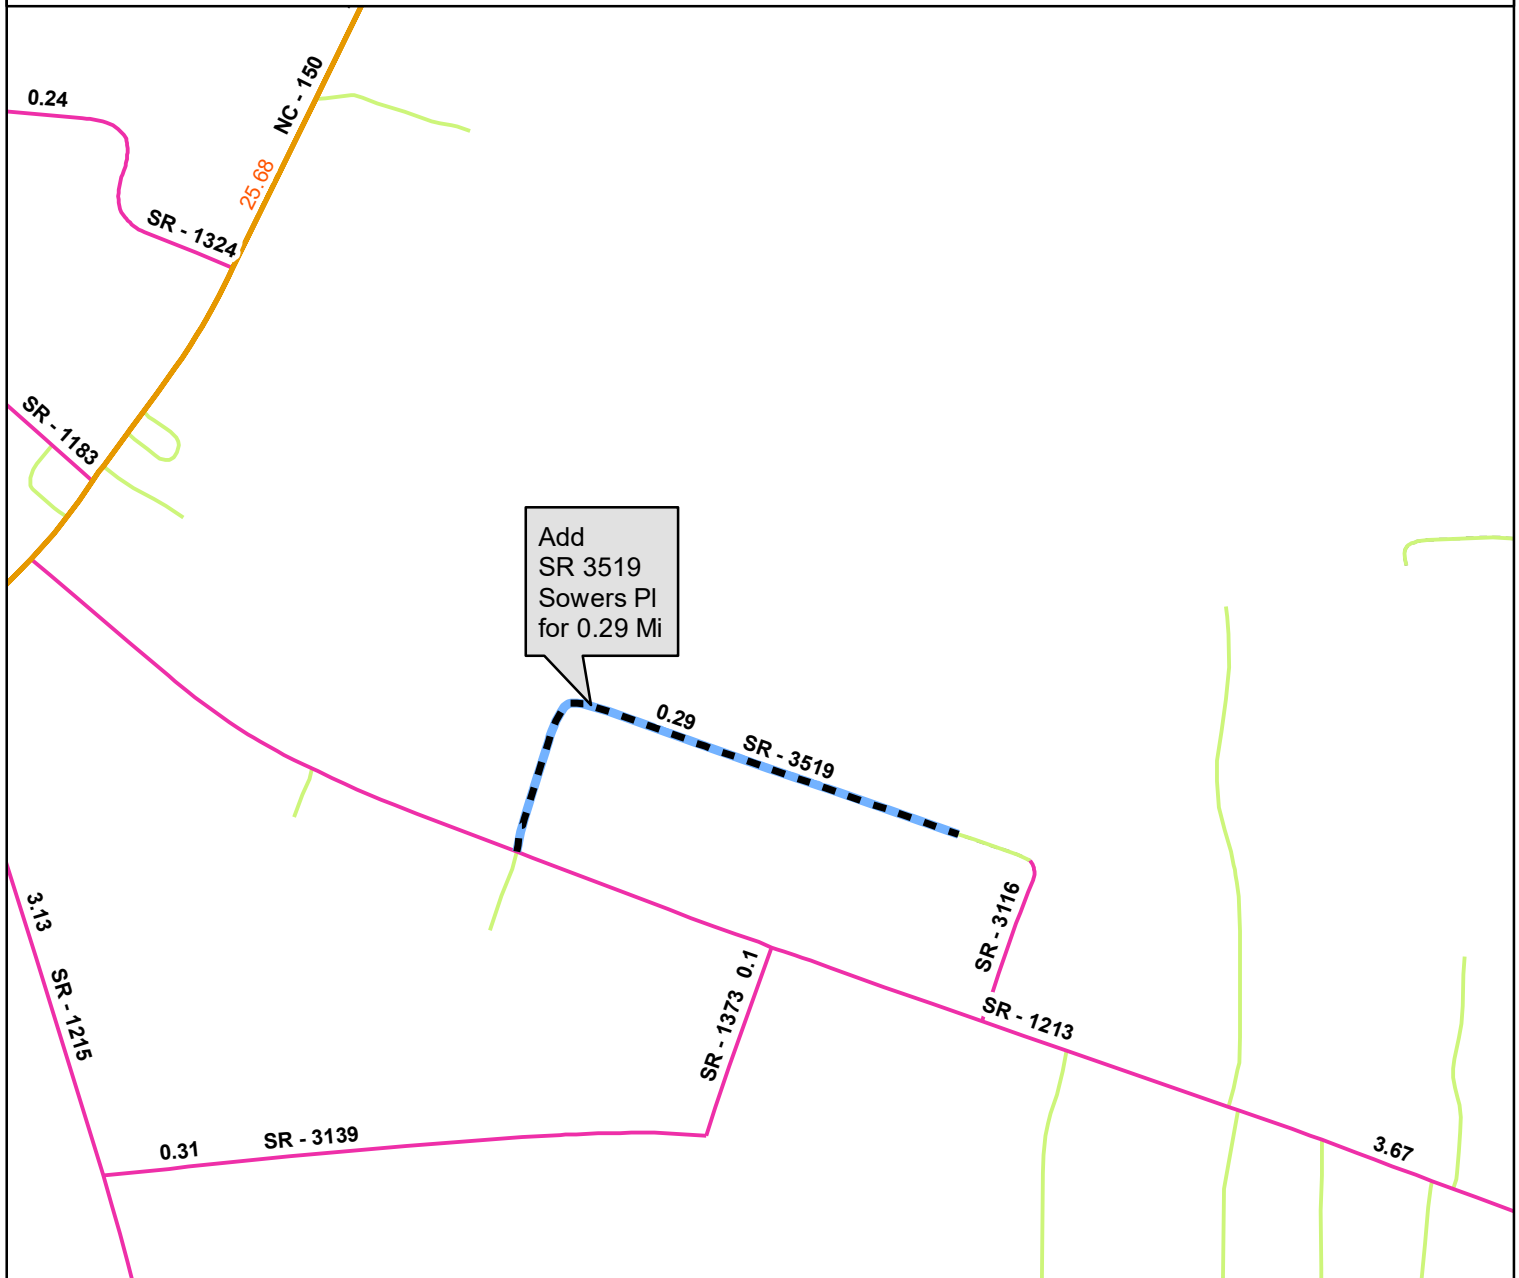 NC - 150
0.24
25.68
SR - 1324
SR - 1183
Add
SR 3519
Sowers Pl
for 0.29 Mi
0.29
SR - 3519
3.13
SR - 1215
SR - 3116
0.1
SR - 1373
SR - 1213
0.31
SR - 3139
3.67